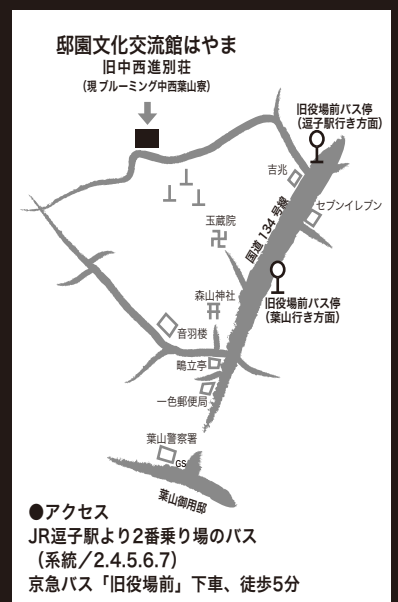 邸園文化交流館はやま
旧中西進別荘
(現 ブルーミング中西葉山寮)
旧役場前バス停
(逗子駅行き方面)
吉兆
セブンイレブン
国道 134 号線
玉蔵院
旧役場前バス停
(葉山行き方面)
森山神社
音羽楼
鴫立亭
一色郵便局
葉山警察署
GS
葉山御用邸
●アクセス
JR逗子駅より2番乗り場のバス
(系統/2.4.5.6.7)
京急バス「旧役場前」下車、徒歩5分